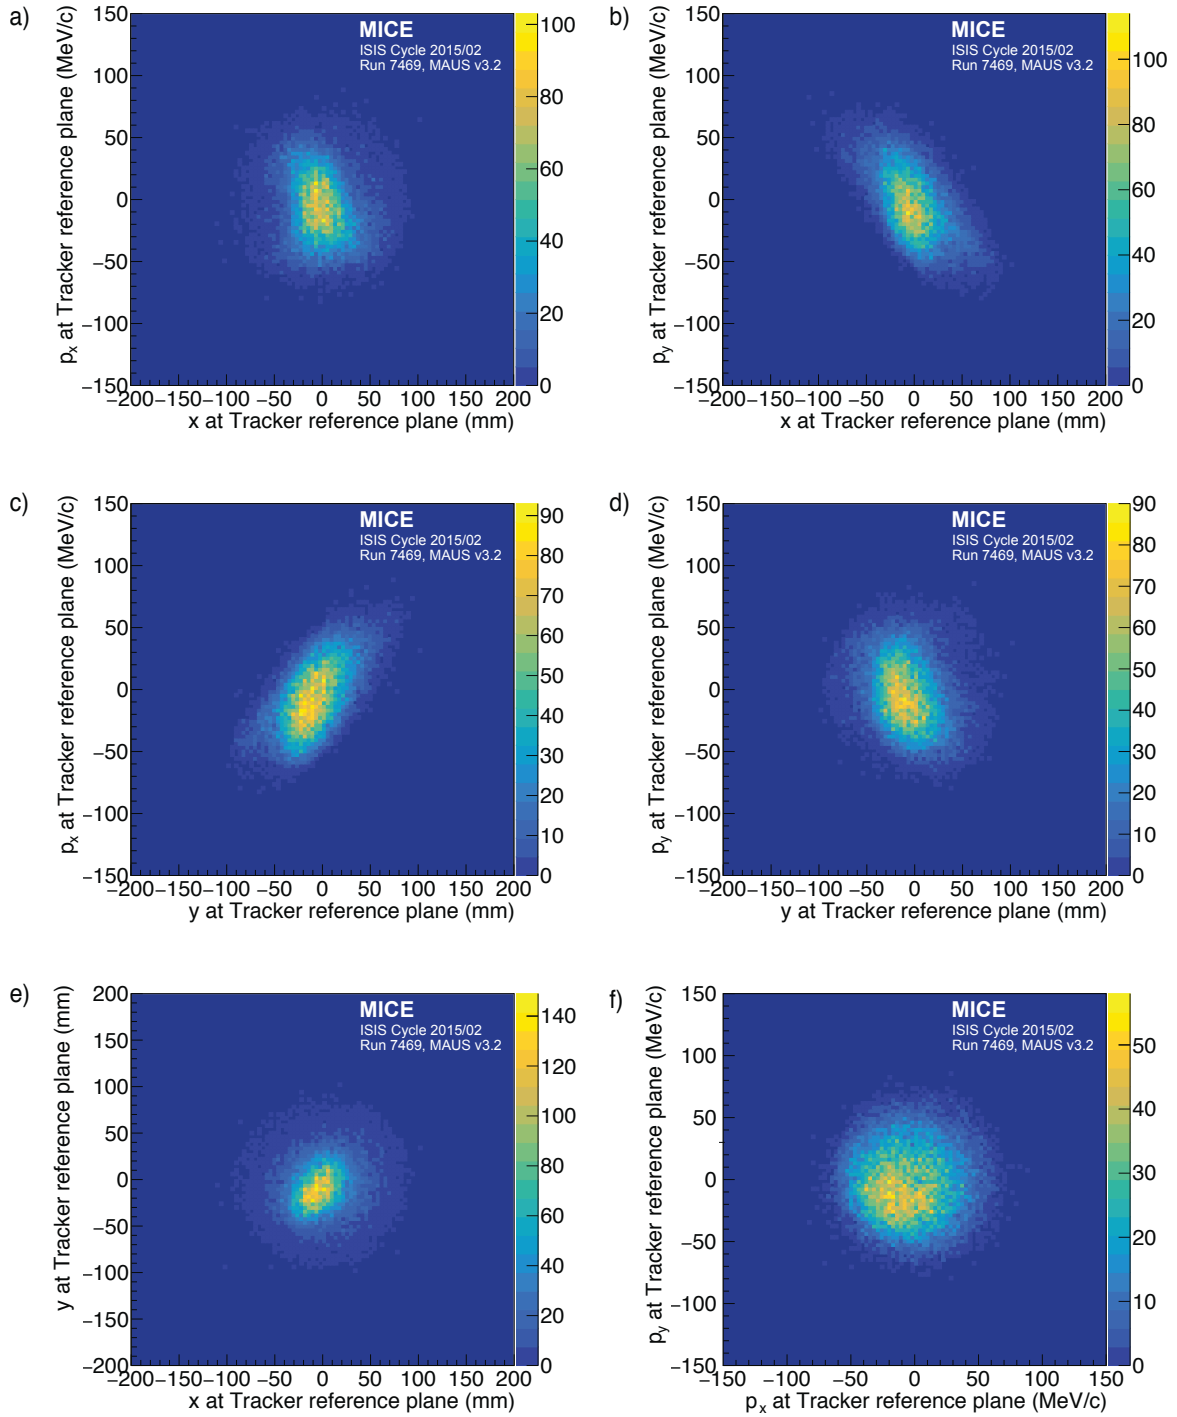 a)
p_x at Tracker reference plane (MeV/c)
150
100
50
0
−50
−100
−150
MICE
ISIS Cycle 2015/02
Run 7469, MAUS v3.2
100
80
60
40
20
0
−200 −150 −100 −50 0 50 100 150 200
x at Tracker reference plane (mm)
b)
p_y at Tracker reference plane (MeV/c)
150
100
50
0
−50
−100
−150
MICE
ISIS Cycle 2015/02
Run 7469, MAUS v3.2
100
80
60
40
20
0
−200 −150 −100 −50 0 50 100 150 200
x at Tracker reference plane (mm)
c)
p_x at Tracker reference plane (MeV/c)
150
100
50
0
−50
−100
−150
MICE
ISIS Cycle 2015/02
Run 7469, MAUS v3.2
90
80
70
60
50
40
30
20
10
0
−200 −150 −100 −50 0 50 100 150 200
y at Tracker reference plane (mm)
d)
p_y at Tracker reference plane (MeV/c)
150
100
50
0
−50
−100
−150
MICE
ISIS Cycle 2015/02
Run 7469, MAUS v3.2
90
80
70
60
50
40
30
20
10
0
−200 −150 −100 −50 0 50 100 150 200
y at Tracker reference plane (mm)
e)
y at Tracker reference plane (mm)
200
150
100
50
0
−50
−100
−150
−200
MICE
ISIS Cycle 2015/02
Run 7469, MAUS v3.2
140
120
100
80
60
40
20
0
−200 −150 −100 −50 0 50 100 150 200
x at Tracker reference plane (mm)
f)
p_y at Tracker reference plane (MeV/c)
150
100
50
0
−50
−100
−150
MICE
ISIS Cycle 2015/02
Run 7469, MAUS v3.2
50
40
30
20
10
0
−150 −100 −50 0 50 100 150
p_x at Tracker reference plane (MeV/c)